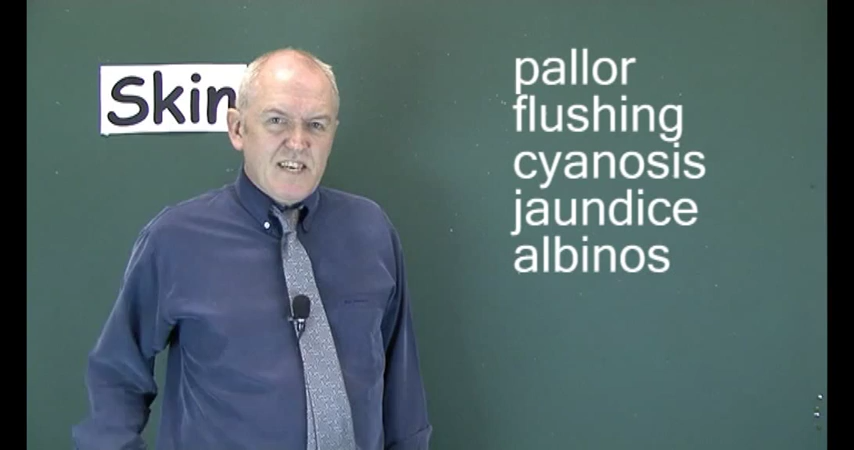 Skin
pallor
flushing
cyanosis
jaundice
albinos